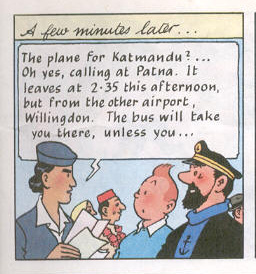 A few minutes later...
The plane for Katmandu?...
Oh yes, calling at Patna. It
leaves at 2·35 this afternoon,
but from the other airport,
Willingdon. The bus will take
you there, unless you...